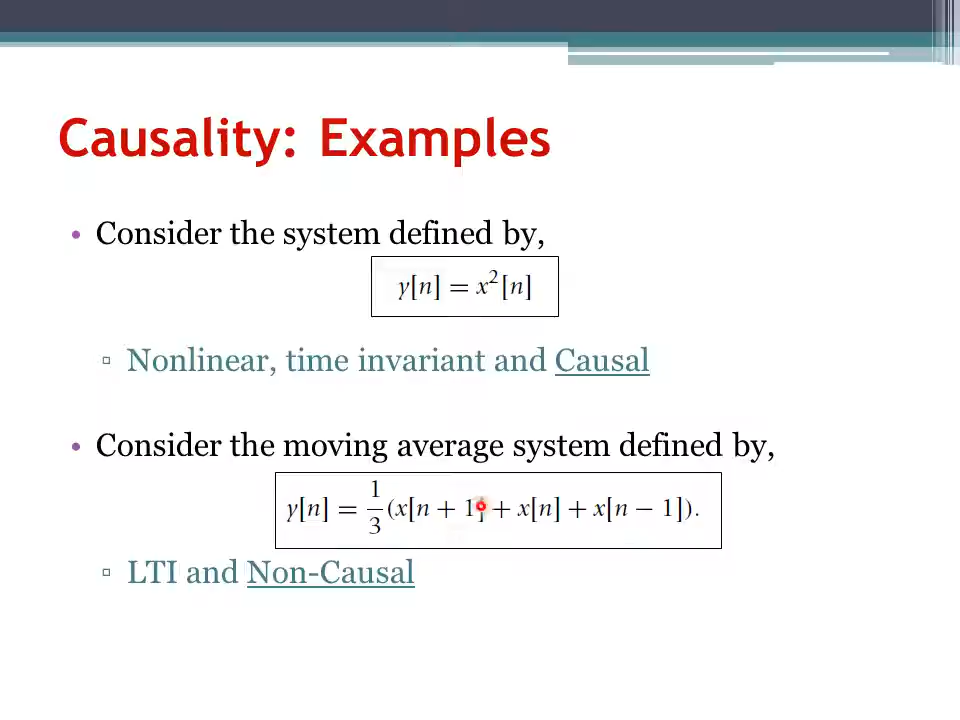 Causality: Examples
• Consider the system defined by,
y[n] = x²[n]
▫ Nonlinear, time invariant and Causal
• Consider the moving average system defined by,
y[n] = 1/3 (x[n + 1] + x[n] + x[n − 1]).
▫ LTI and Non-Causal